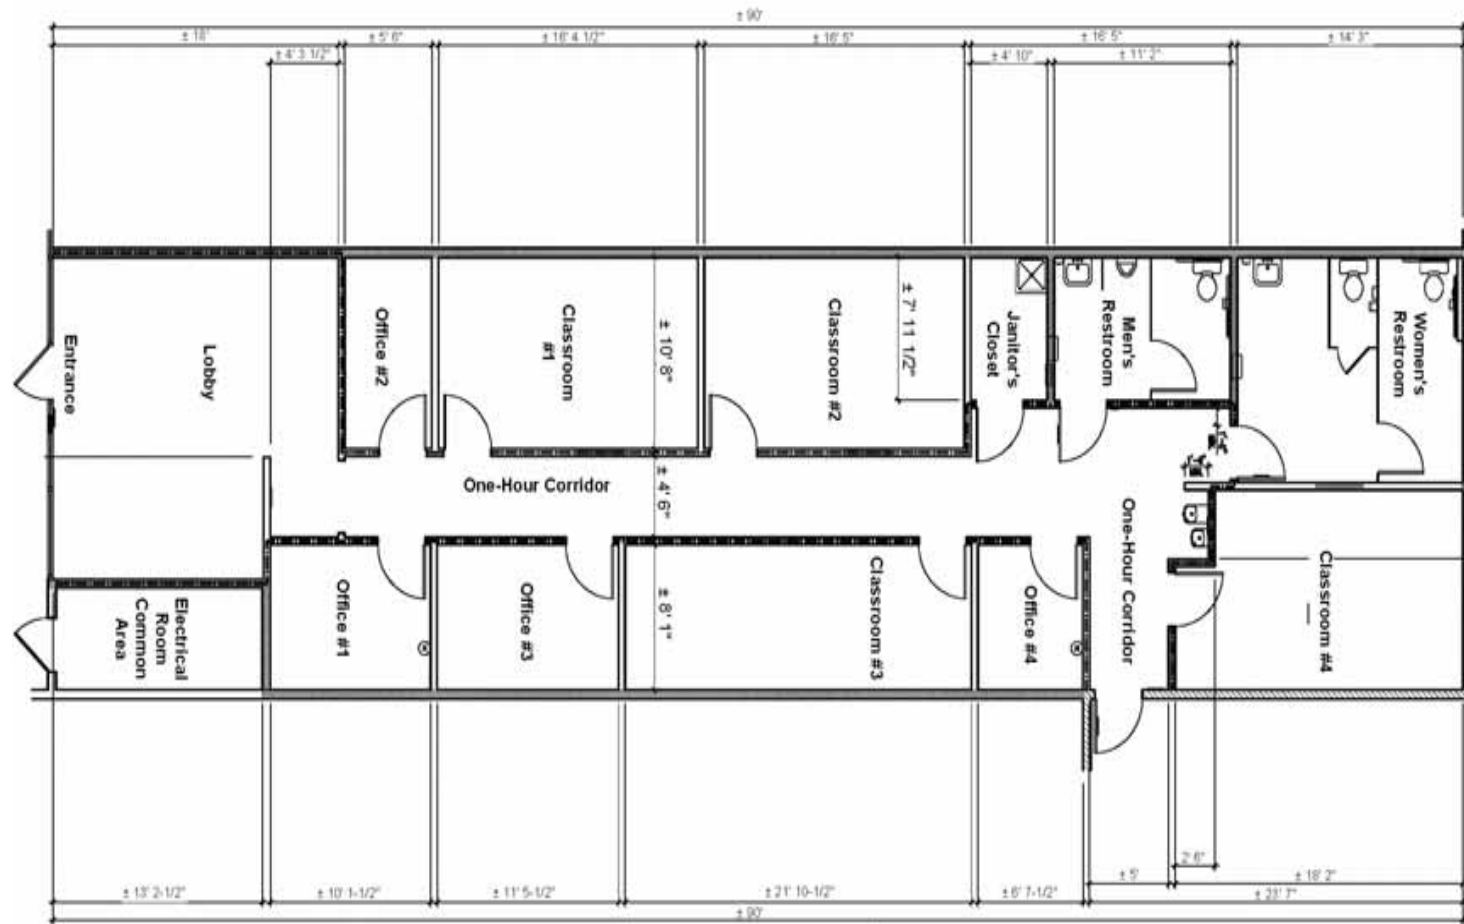 ± 90'
± 18'
± 5' 6"
± 16' 4 1/2"
± 16' 5"
± 16' 5"
± 14' 3"
± 4' 3 1/2"
± 4' 10"
± 11' 2"
Entrance
Lobby
Office #2
Classroom
#1
± 10' 8"
Classroom #2
± 7' 11 1/2"
Janitor's
Closet
Men's
Restroom
Women's
Restroom
One-Hour Corridor
± 4' 6"
One-Hour Corridor
Electrical
Room
Common
Area
Office #1
Office #3
± 8' 1"
Classroom #3
Office #4
Classroom #4
2' 6"
± 13' 2-1/2"
± 10' 1-1/2"
± 11' 5-1/2"
± 21' 10-1/2"
± 6' 7-1/2"
± 5'
± 18' 2"
± 23' 7"
± 90'